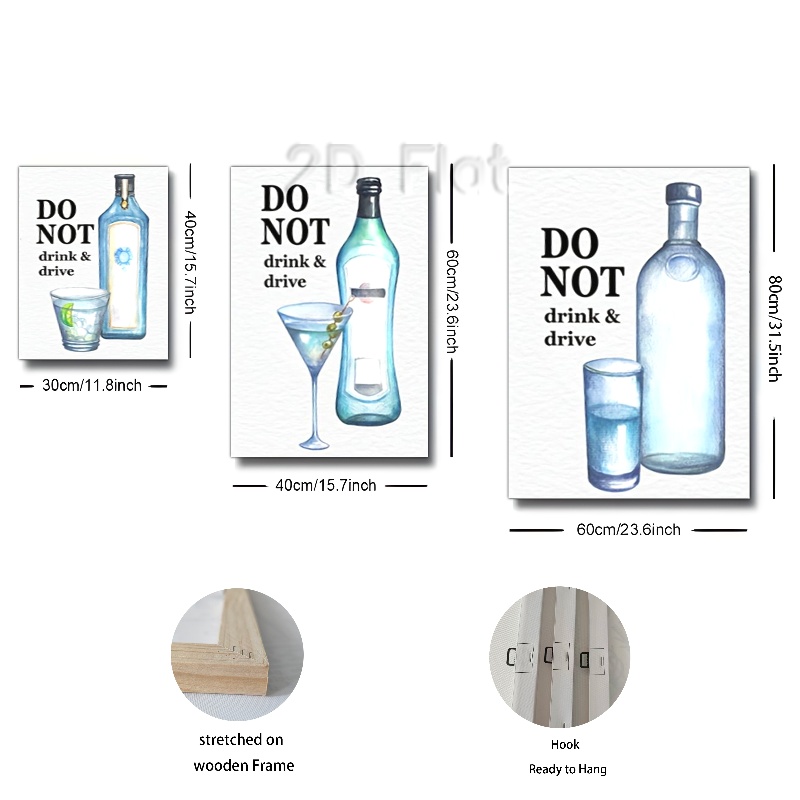 2D Flat
DO
NOT
drink &
drive
40cm/15.7inch
30cm/11.8inch
DO
NOT
drink &
drive
60cm/23.6inch
40cm/15.7inch
DO
NOT
drink &
drive
80cm/31.5inch
60cm/23.6inch
stretched on
wooden Frame
Hook
Ready to Hang